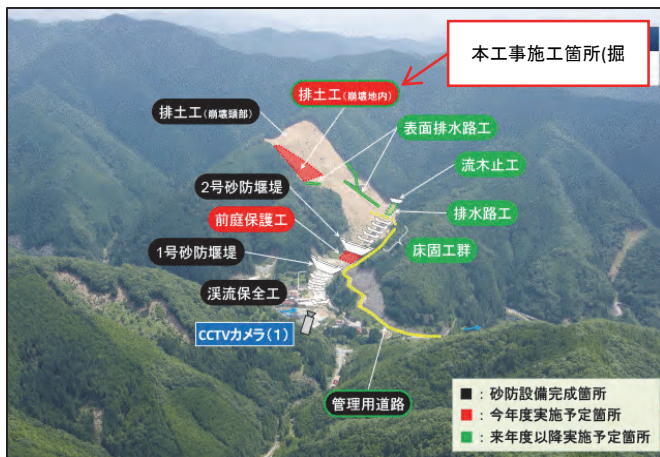 本工事施工箇所(掘
排土工(崩壊地内)
排土工(崩壊頭部)
表面排水路工
流木止工
2号砂防堰堤
排水路工
前庭保護工
床固工群
1号砂防堰堤
渓流保全工
CCTVカメラ(1)
管理用道路
■:砂防設備完成箇所
■:今年度実施予定箇所
■:来年度以降実施予定箇所